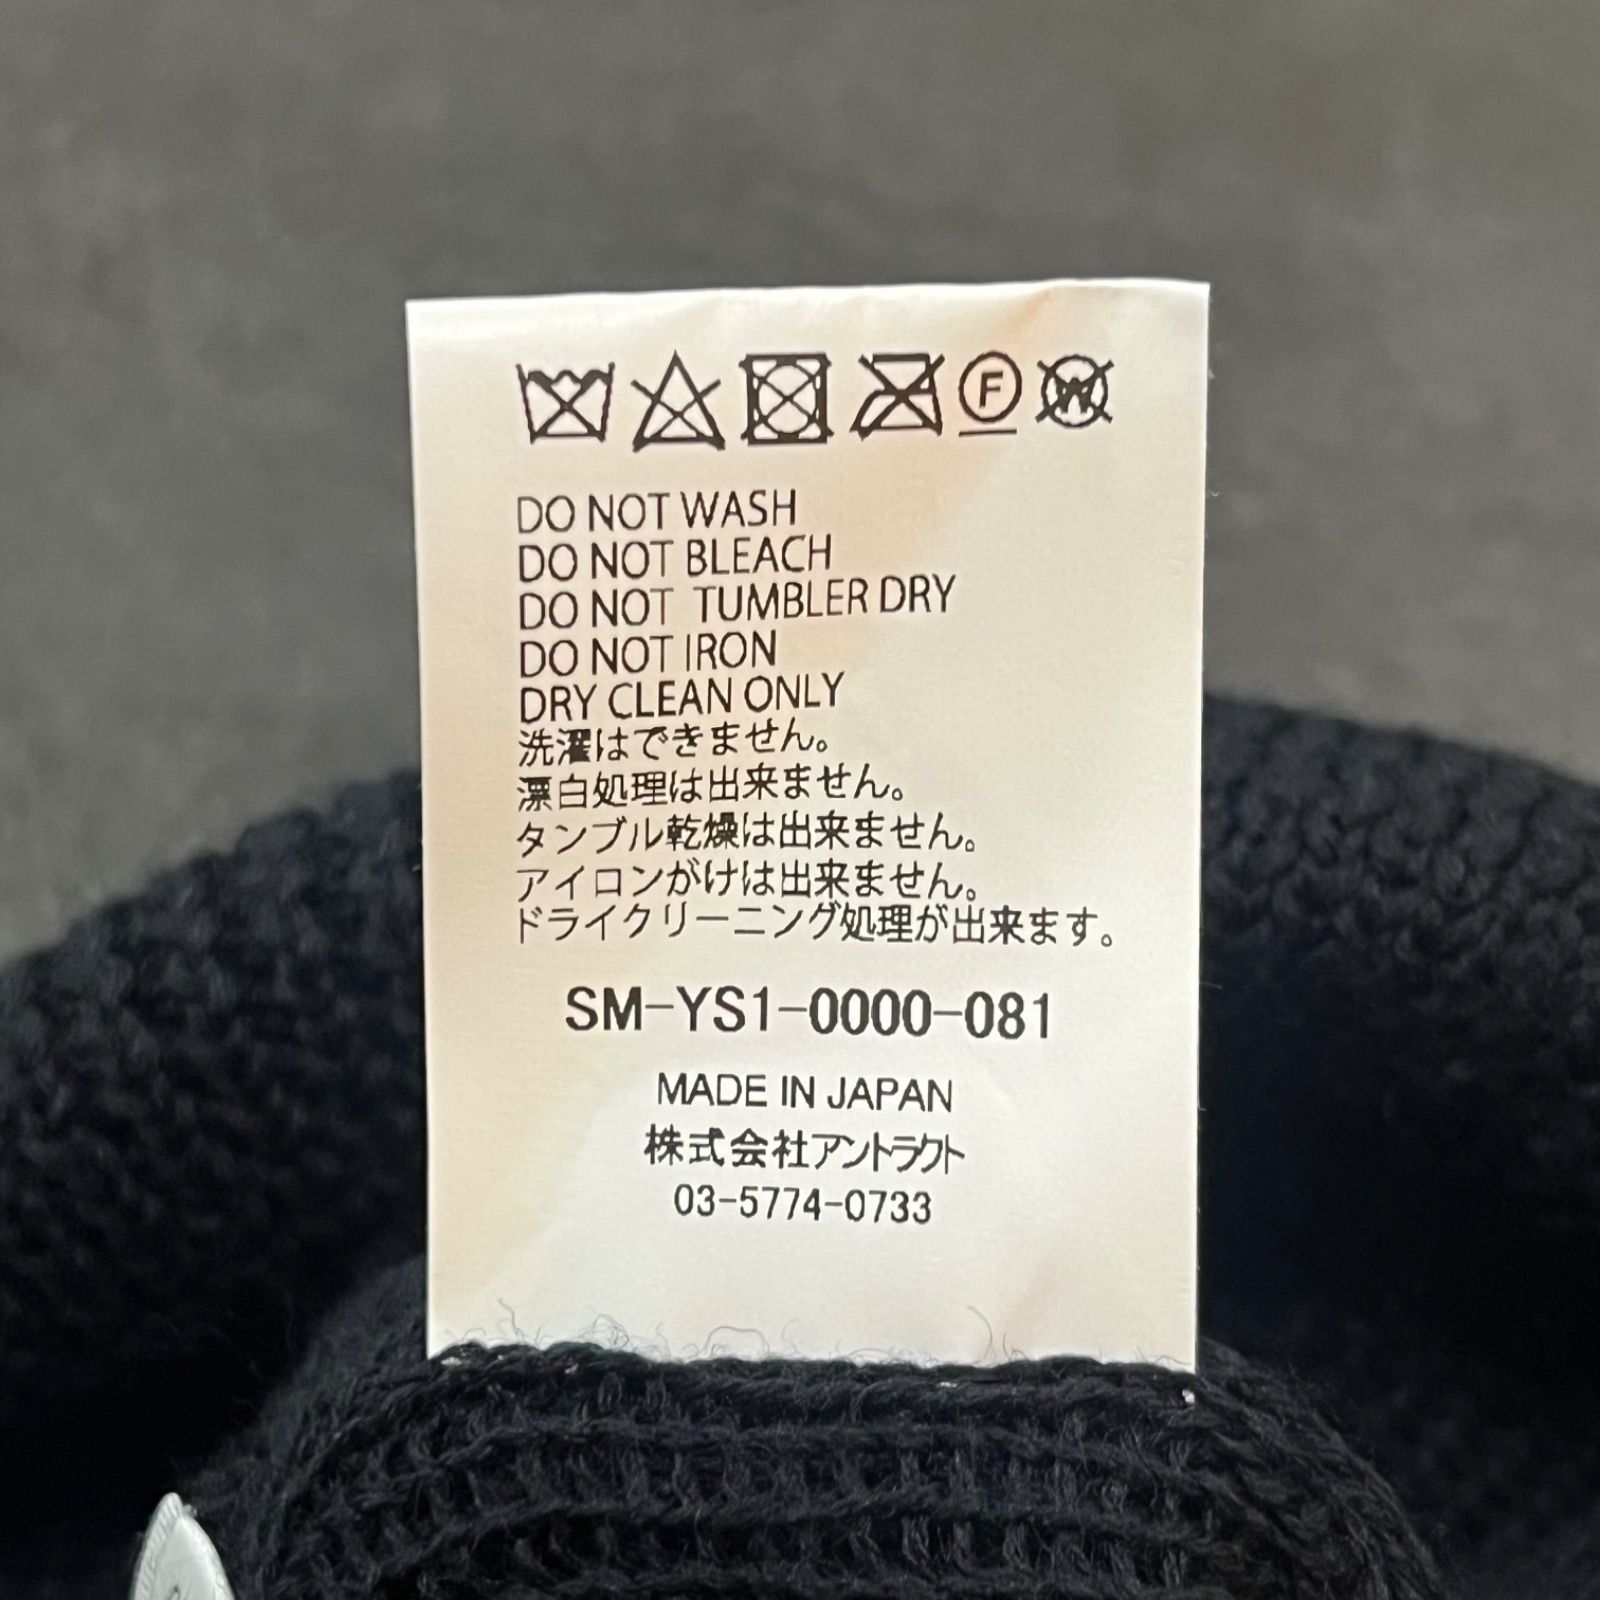 F W
DO NOT WASH
DO NOT BLEACH
DO NOT TUMBLER DRY
DO NOT IRON
DRY CLEAN ONLY
洗濯はできません。
漂白処理は出来ません。
タンブル乾燥は出来ません。
アイロンがけは出来ません。
ドライクリーニング処理が出来ます。
SM-YS1-0000-081
MADE IN JAPAN
株式会社アントラクト
03-5774-0733